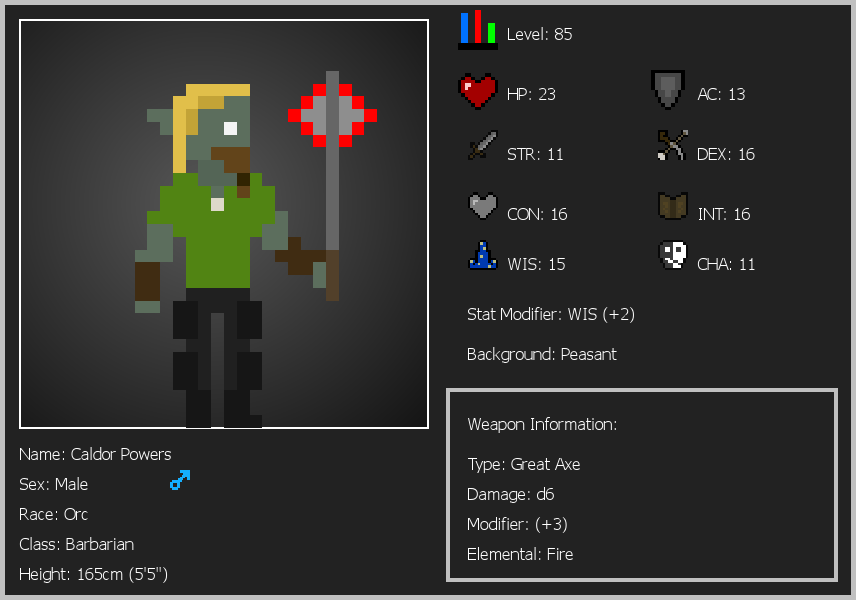 Level: 85
HP: 23
AC: 13
STR: 11
DEX: 16
CON: 16
INT: 16
WIS: 15
CHA: 11
Stat Modifier: WIS (+2)
Background: Peasant
Weapon Information:
Type: Great Axe
Damage: d6
Modifier: (+3)
Elemental: Fire
Name: Caldor Powers
Sex: Male
Race: Orc
Class: Barbarian
Height: 165cm (5'5")